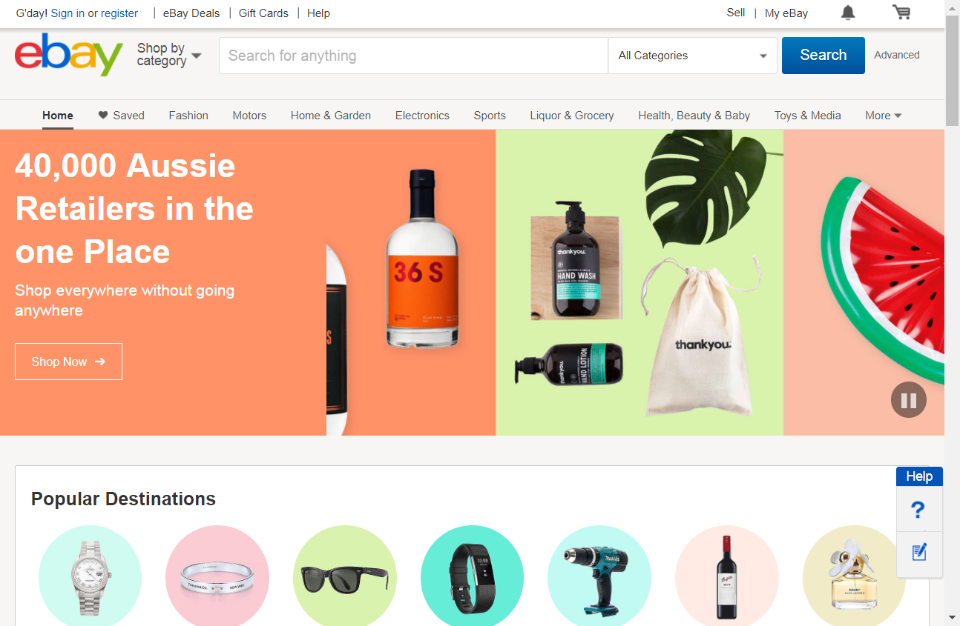 G'day! Sign in or register | eBay Deals | Gift Cards | Help
Sell | My eBay
ebay
Shop by
category
Search for anything
All Categories
Search
Advanced
Home
Saved
Fashion
Motors
Home & Garden
Electronics
Sports
Liquor & Grocery
Health, Beauty & Baby
Toys & Media
More
40,000 Aussie
Retailers in the
one Place
Shop everywhere without going
anywhere
Shop Now
36 S
thankyou.
HAND WASH
thankyou.
HAND LOTION
thankyou.
Help
?
Popular Destinations